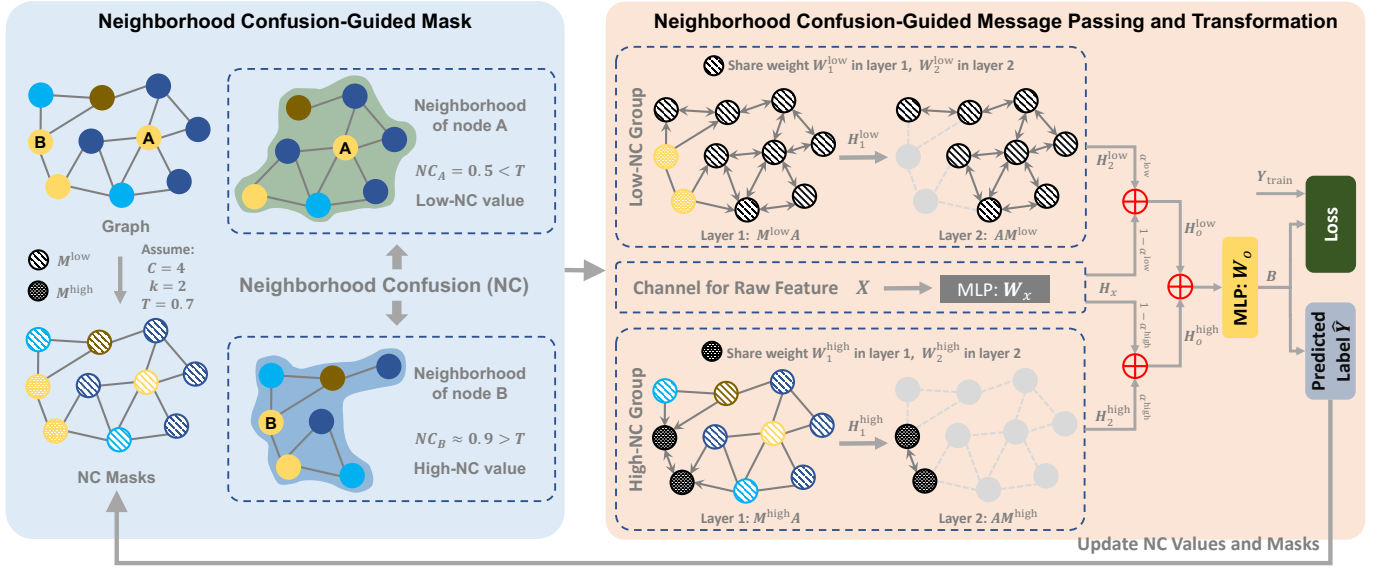 Neighborhood Confusion-Guided Mask
B
A
Graph
M^low
M^high
Assume:
C = 4
k = 2
T = 0.7
NC Masks
Neighborhood
of node A
A
NC_A = 0.5 < T
Low-NC value
Neighborhood Confusion (NC)
Neighborhood
of node B
B
NC_B ≈ 0.9 > T
High-NC value
Neighborhood Confusion-Guided Message Passing and Transformation
Low-NC Group
Share weight W_1^low in layer 1, W_2^low in layer 2
H_1^low
Layer 1: M^low A
Layer 2: AM^low
Channel for Raw Feature X
MLP: W_x
High-NC Group
Share weight W_1^high in layer 1, W_2^high in layer 2
H_1^high
Layer 1: M^high A
Layer 2: AM^high
H_2^low
α^low
1 − α^low
H_x
1 − α^high
α^high
H_2^high
H_o^low
H_o^high
MLP: W_o
B
Y_train
Loss
Predicted
Label Ŷ
Update NC Values and Masks